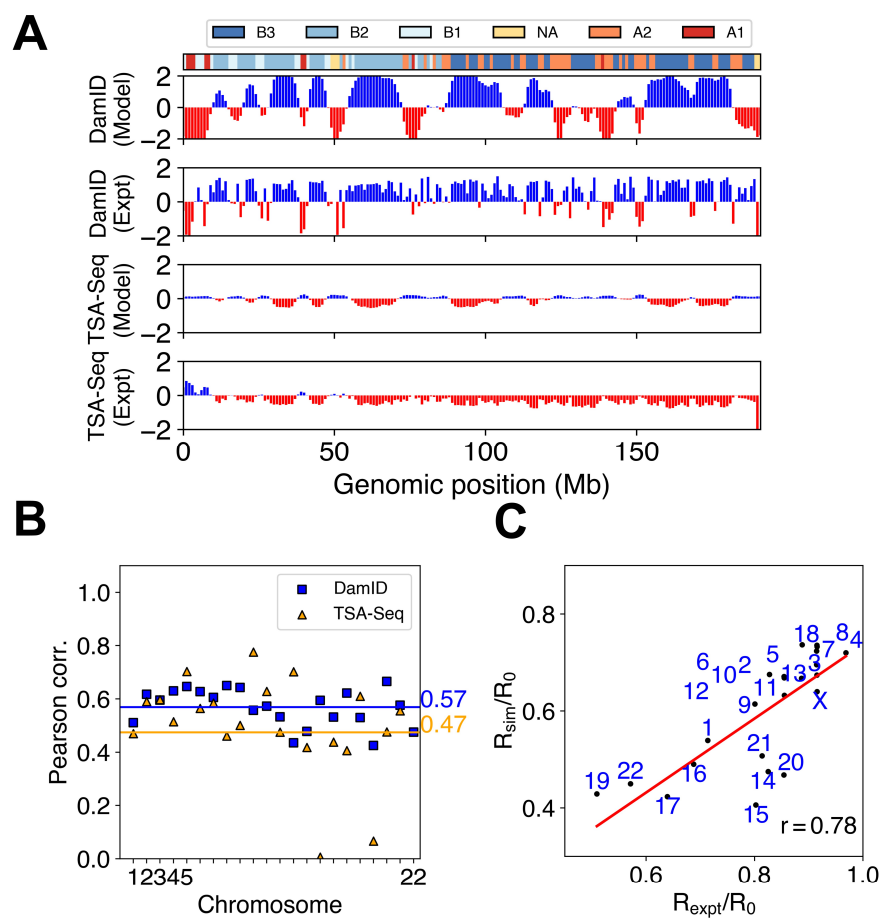 A
B3 B2 B1 NA A2 A1
DamID
(Model)
2
0
−2
DamID
(Expt)
2
0
−2
TSA-Seq
(Model)
2
0
−2
TSA-Seq
(Expt)
2
0
−2
0 50 100 150
Genomic position (Mb)
B
DamID
TSA-Seq
Pearson corr.
1.0
0.8
0.6
0.4
0.2
0.0
0.57
0.47
12345 22
Chromosome
C
Rsim/R0
0.8
0.6
0.4
18 8
7 4
6 2 5 3
10 13
12 11
9 X
1
21
16 20
22 14
19
17 15
r = 0.78
0.6 0.8 1.0
Rexpt/R0